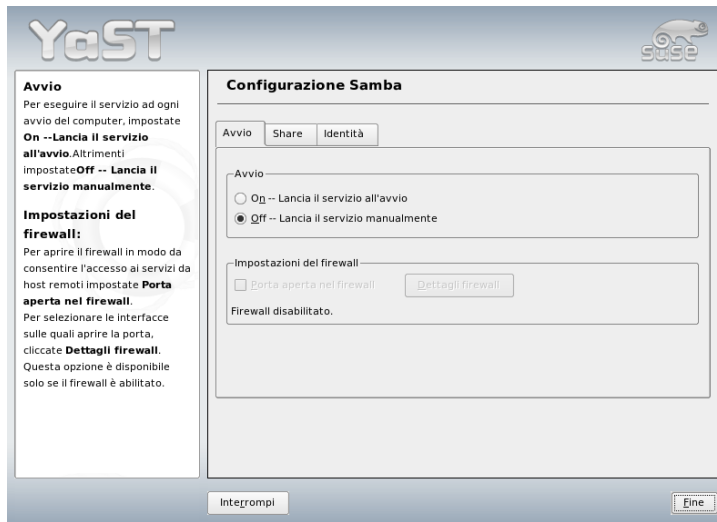 YaST
SUSE
Avvio
Per eseguire il servizio ad ogni
avvio del computer, impostate
On --Lancia il servizio
all'avvio.Altrimenti
impostateOff -- Lancia il
servizio manualmente.
Impostazioni del
firewall:
Per aprire il firewall in modo da
consentire l'accesso ai servizi da
host remoti impostate Porta
aperta nel firewall.
Per selezionare le interfacce
sulle quali aprire la porta,
cliccate Dettagli firewall.
Questa opzione è disponibile
solo se il firewall è abilitato.
Configurazione Samba
Avvio Share Identità
Avvio
On -- Lancia il servizio all'avvio
Off -- Lancia il servizio manualmente
Impostazioni del firewall
Porta aperta nel firewall Dettagli firewall
Firewall disabilitato.
Interrompi Fine